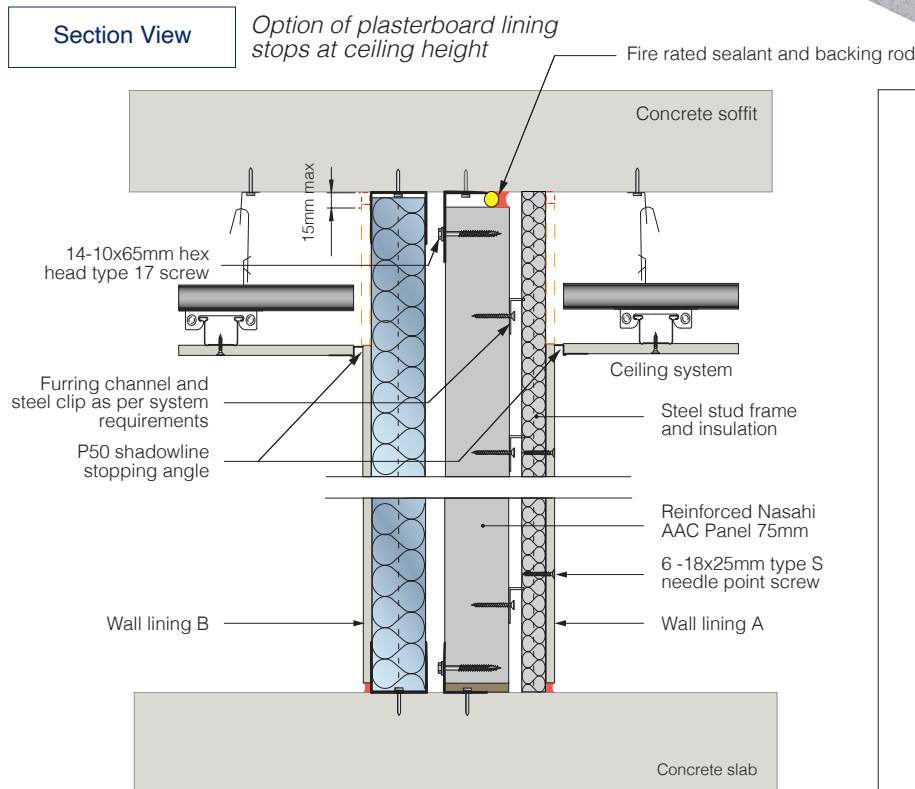 Section View
Option of plasterboard lining
stops at ceiling height
Fire rated sealant and backing rod
Concrete soffit
15mm max
14-10x65mm hex
head type 17 screw
Furring channel and
steel clip as per system
requirements
P50 shadowline
stopping angle
Ceiling system
Steel stud frame
and insulation
Reinforced Nasahi
AAC Panel 75mm
6 -18x25mm type S
needle point screw
Wall lining B
Wall lining A
Concrete slab